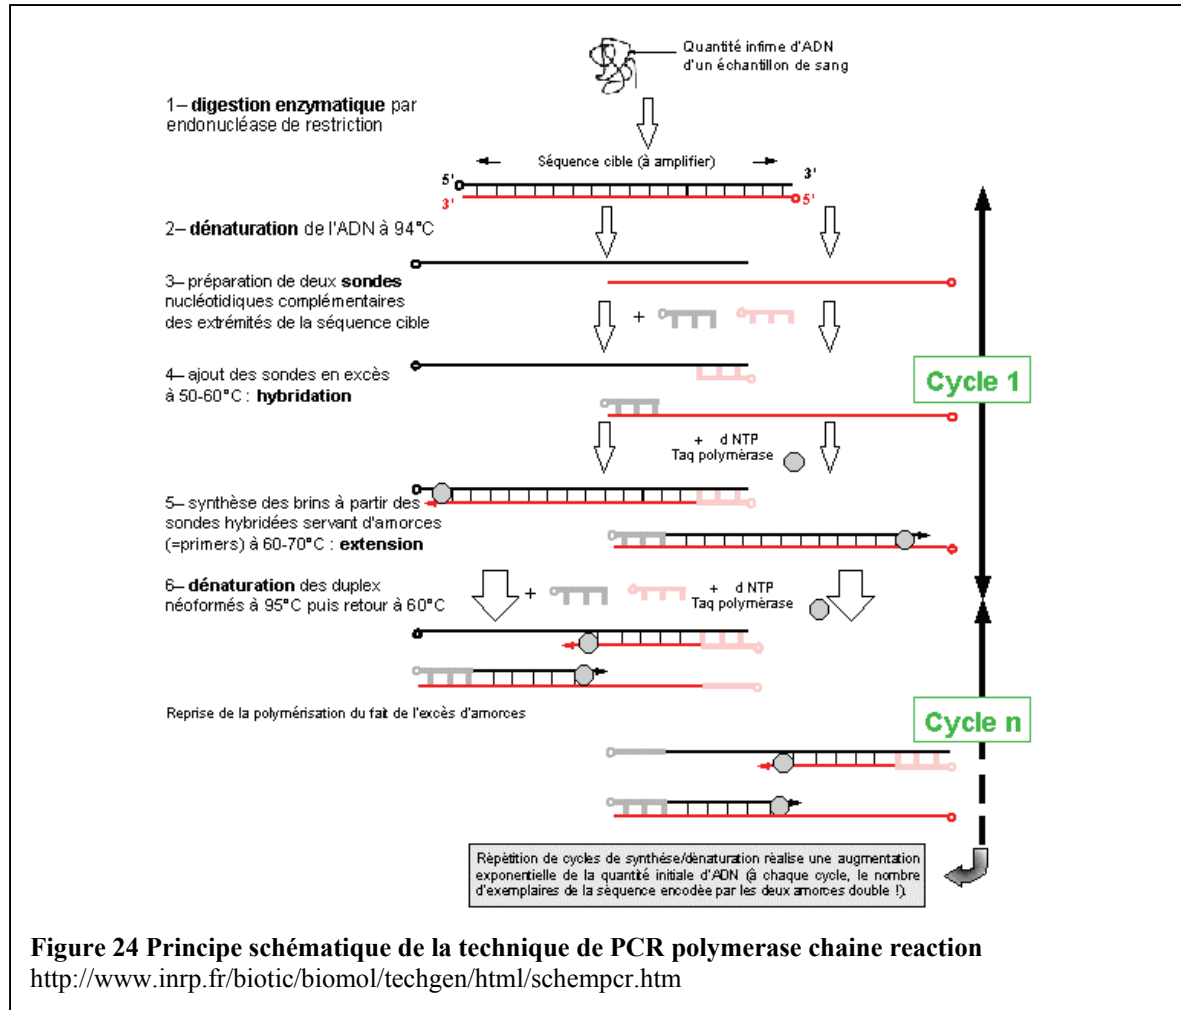 Quantité infime d'ADN
d'un échantillon de sang
1– digestion enzymatique par
endonucléase de restriction
Séquence cible (à amplifier)
5'
3'
3'
5'
2– dénaturation de l'ADN à 94°C
3– préparation de deux sondes
nucléotidiques complémentaires
des extrémités de la séquence cible
+
4– ajout des sondes en excès
à 50-60°C : hybridation
Cycle 1
+ d NTP
Taq polymèrase
5– synthèse des brins à partir des
sondes hybridées servant d'amorces
(=primers) à 60-70°C : extension
6– dénaturation des duplex
néoformés à 95°C puis retour à 60°C
+
+ d NTP
Taq polymèrase
Reprise de la polymérisation du fait de l'excès d'amorces
Cycle n
Rèpètition de cycles de synthèse/dènaturation rèalise une augmentation
exponentielle de la quantité initiale d'ADN (à chaque cycle, le nombre
d'exemplaires de la sèquence encodèe par les deux amorces double !).
Figure 24 Principe schématique de la technique de PCR polymerase chaine reaction
http://www.inrp.fr/biotic/biomol/techgen/html/schempcr.htm